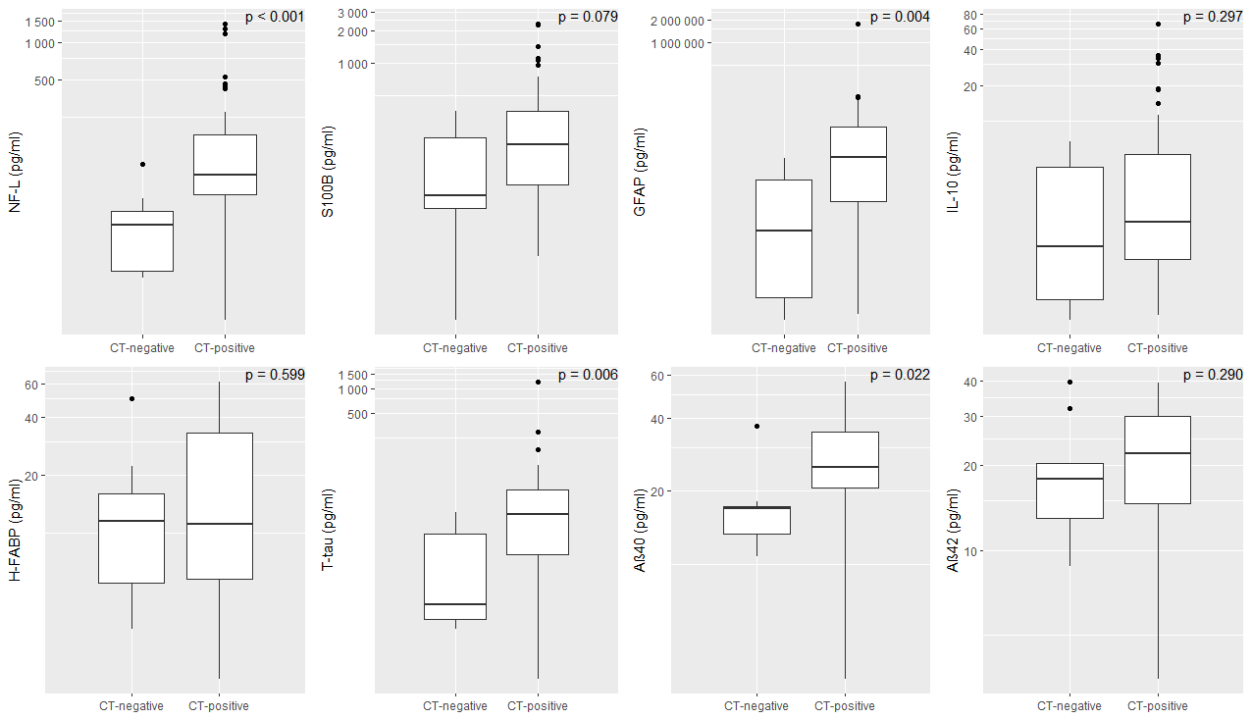 NF-L (pg/ml)
1 500
1 000
500
p < 0.001
CT-negative CT-positive
S100B (pg/ml)
3 000
2 000
1 000
p = 0.079
CT-negative CT-positive
GFAP (pg/ml)
2 000 000
1 000 000
p = 0.004
CT-negative CT-positive
IL-10 (pg/ml)
80
60
40
20
p = 0.297
CT-negative CT-positive
H-FABP (pg/ml)
60
40
20
p = 0.599
CT-negative CT-positive
T-tau (pg/ml)
1 500
1 000
500
p = 0.006
CT-negative CT-positive
Aß40 (pg/ml)
60
40
20
p = 0.022
CT-negative CT-positive
Aß42 (pg/ml)
40
30
20
10
p = 0.290
CT-negative CT-positive